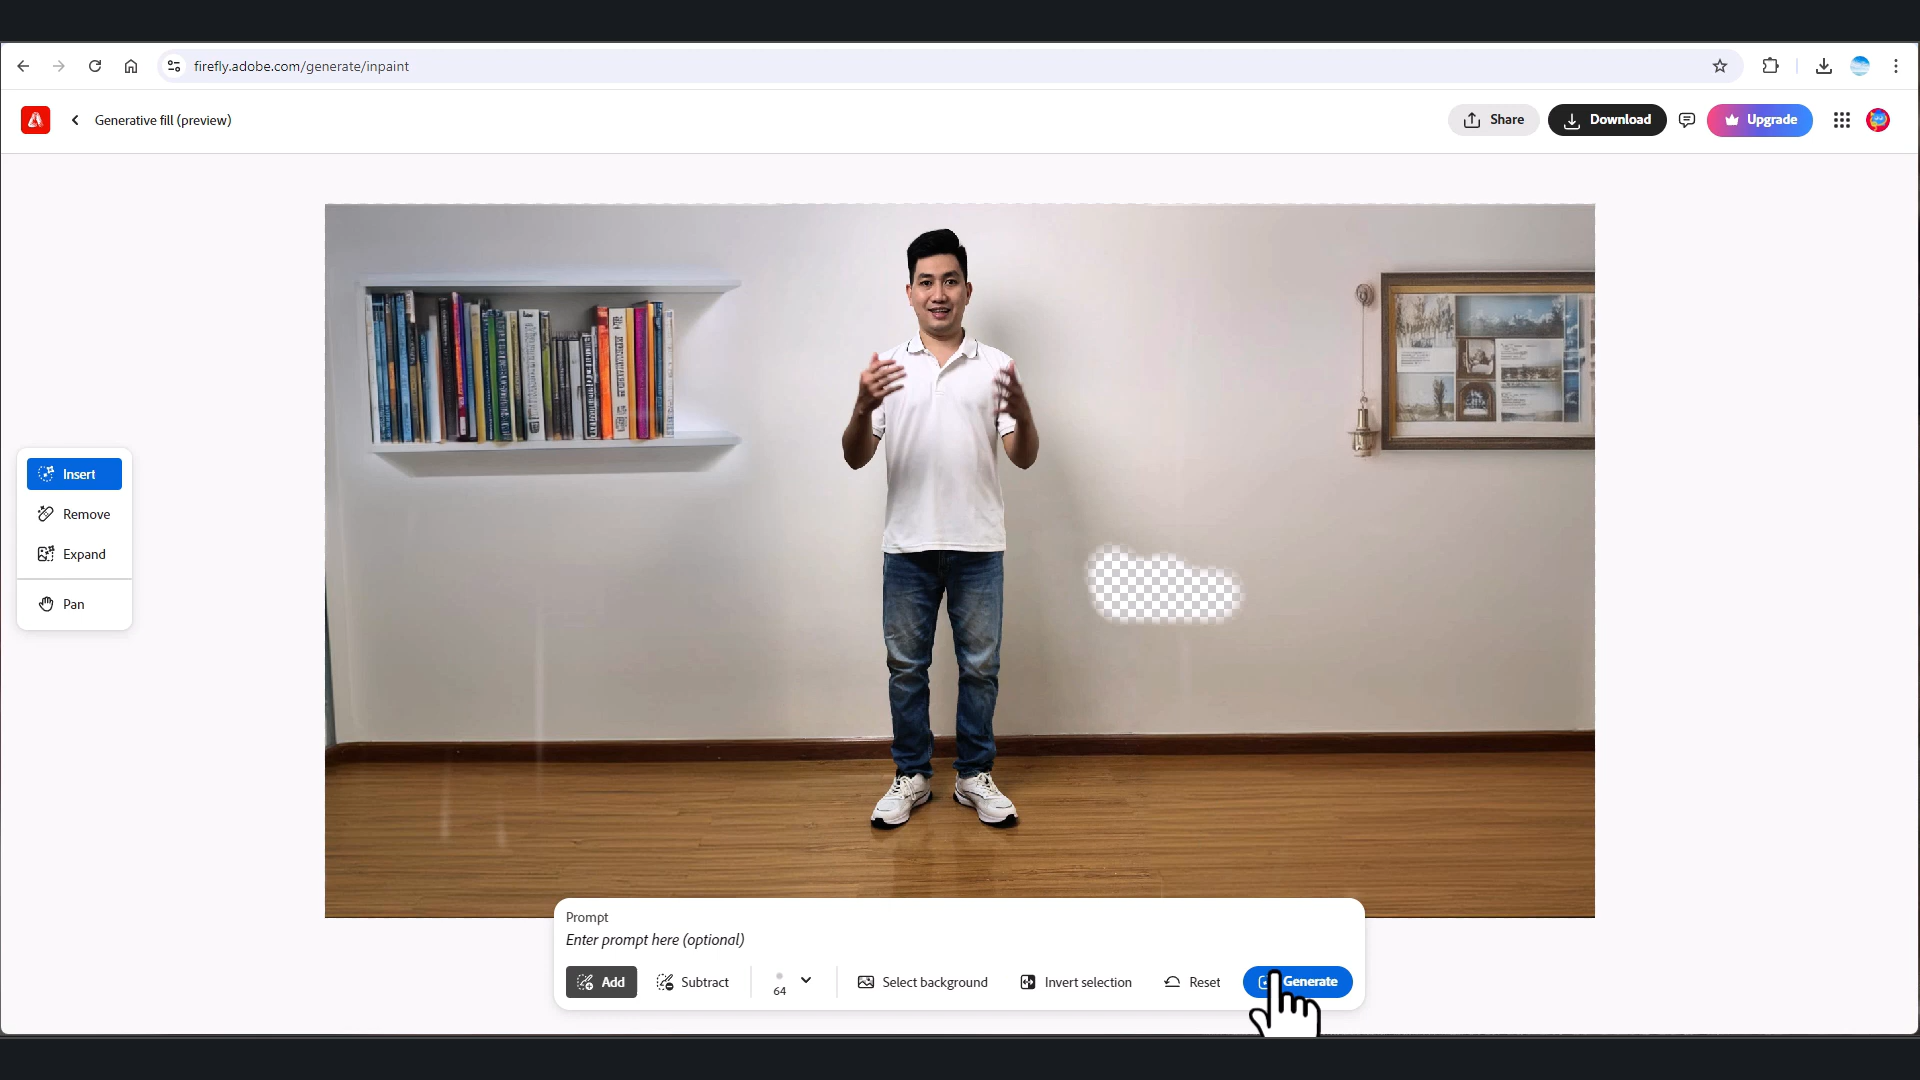 firefly.adobe.com/generate/inpaint
Generative fill (preview)
Share
Download
Upgrade
Insert
Remove
Expand
Pan
Prompt
Enter prompt here (optional)
Add
Subtract
64
Select background
Invert selection
Reset
Generate